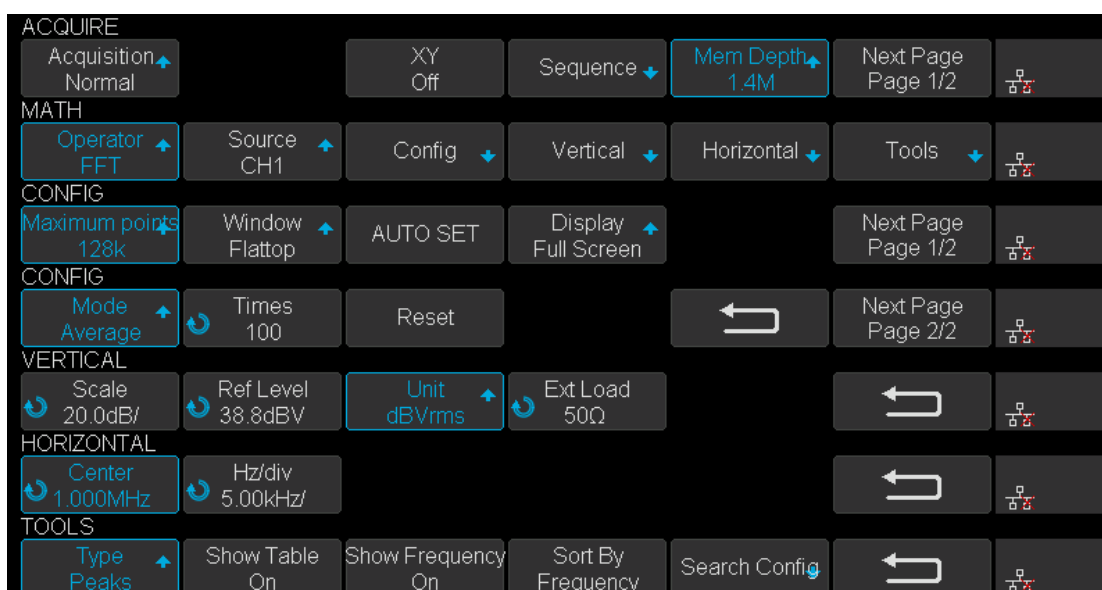 ACQUIRE
Acquisition
Normal
XY
Off
Sequence
Mem Depth
1.4M
Next Page
Page 1/2
MATH
Operator
FFT
Source
CH1
Config
Vertical
Horizontal
Tools
CONFIG
Maximum points
128k
Window
Flattop
AUTO SET
Display
Full Screen
Next Page
Page 1/2
CONFIG
Mode
Average
Times
100
Reset
Next Page
Page 2/2
VERTICAL
Scale
20.0dB/
Ref Level
38.8dBV
Unit
dBVrms
Ext Load
50Ω
HORIZONTAL
Center
1.000MHz
Hz/div
5.00kHz/
TOOLS
Type
Peaks
Show Table
On
Show Frequency
On
Sort By
Frequency
Search Config